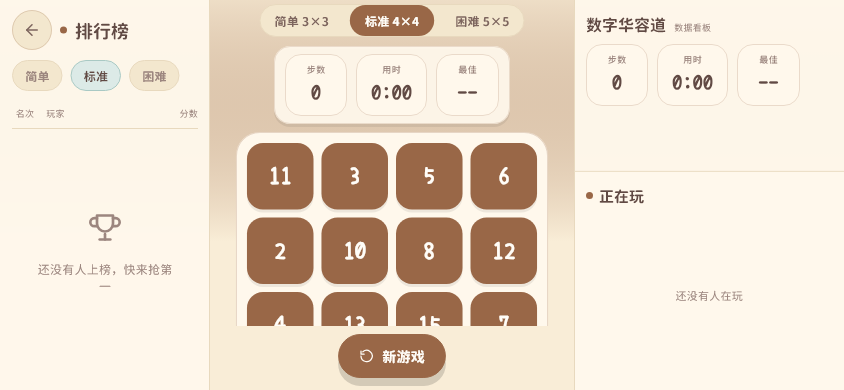 排行榜
简单 标准 困难
名次 玩家 分数
还没有人上榜，快来抢第
一
简单 3×3 标准 4×4 困难 5×5
步数 用时 最佳
0 0:00 --
11 3 5 6
2 10 8 12
4 13 15 7
新游戏
数字华容道 数据看板
步数 用时 最佳
0 0:00 --
正在玩
还没有人在玩